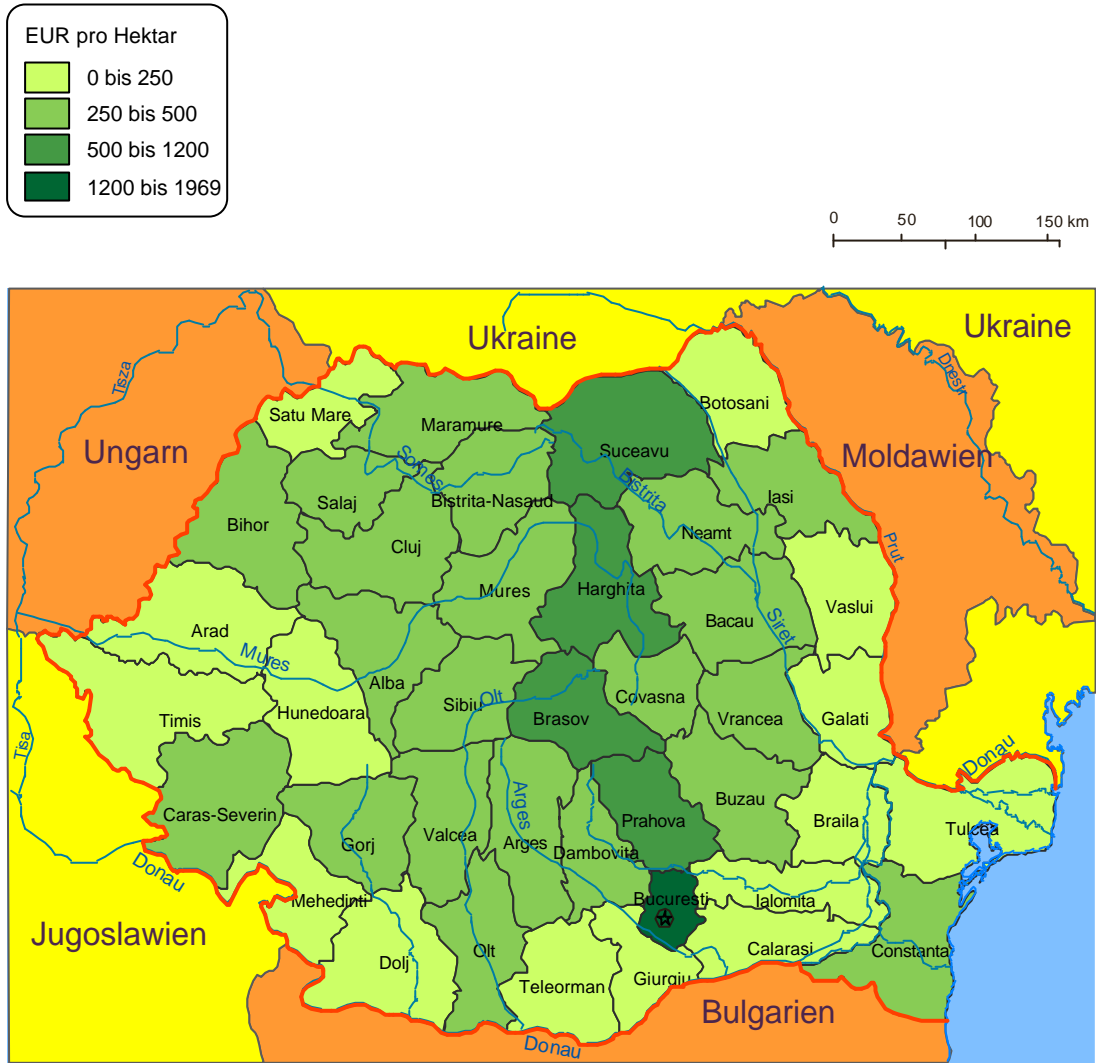 EUR pro Hektar
0 bis 250
250 bis 500
500 bis 1200
1200 bis 1969
0 50 100 150 km
Ukraine
Ukraine
Tisza
Dnestr
Satu Mare
Maramure
Botosani
Ungarn
Suceavu
Moldawien
Somes
Bistrita
Salaj
Bistrita-Nasaud
Iasi
Bihor
Cluj
Neamt
Prut
Mures
Harghita
Vaslui
Arad
Bacau
Siret
Mures
Alba
Sibiu
Olt
Covasna
Hunedoara
Brasov
Vrancea
Galati
Timis
Tisa
Donau
Caras-Severin
Arges
Buzau
Gorj
Valcea
Arges
Prahova
Braila
Tulcea
Dambovita
Donau
Mehedinti
Bucureşti
Ialomita
Jugoslawien
Dolj
Olt
Calarasi
Constanta
Teleorman
Giurgiu
Bulgarien
Donau